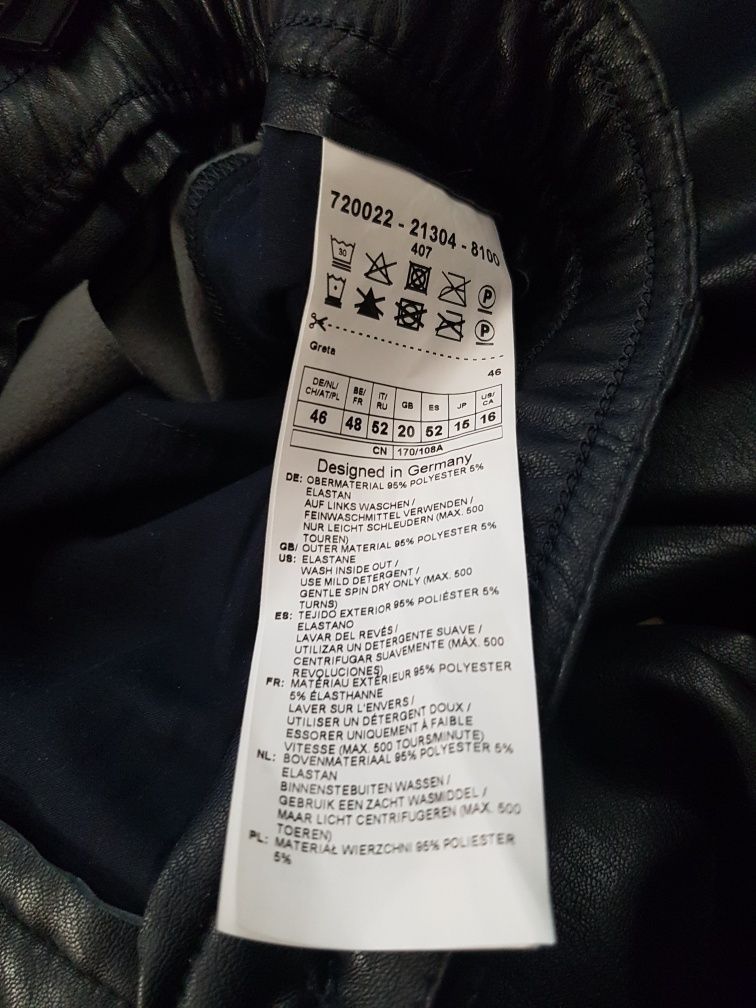 720022 - 21304 - 8100
407
30
P
P
Greta
46
DE/NL/ CH/AT/PL BE/ FR IT/ RU GB ES JP US/ CA
46 48 52 20 52 15 16
CN 170/108A
Designed in Germany
DE: OBERMATERIAL 95% POLYESTER 5%
ELASTAN
AUF LINKS WASCHEN /
FEINWASCHMITTEL VERWENDEN /
NUR LEICHT SCHLEUDERN (MAX. 500
TOUREN)
GB/ OUTER MATERIAL 95% POLYESTER 5%
US: ELASTANE
WASH INSIDE OUT /
USE MILD DETERGENT /
GENTLE SPIN DRY ONLY (MAX. 500
TURNS)
ES: TEJIDO EXTERIOR 95% POLIÉSTER 5%
ELASTANO
LAVAR DEL REVÉS /
UTILIZAR UN DETERGENTE SUAVE /
CENTRIFUGAR SUAVEMENTE (MÁX. 500
REVOLUCIONES)
FR: MATÉRIAU EXTÉRIEUR 95% POLYESTER
5% ÉLASTHANNE
LAVER SUR L'ENVERS /
UTILISER UN DÉTERGENT DOUX /
ESSORER UNIQUEMENT À FAIBLE
VITESSE (MAX. 500 TOURS/MINUTE)
NL: BOVENMATERIAAL 95% POLYESTER 5%
ELASTAN
BINNENSTEBUITEN WASSEN /
GEBRUIK EEN ZACHT WASMIDDEL /
MAAR LICHT CENTRIFUGEREN (MAX. 500
TOEREN)
PL: MATERIAŁ WIERZCHNI 95% POLIESTER
5%